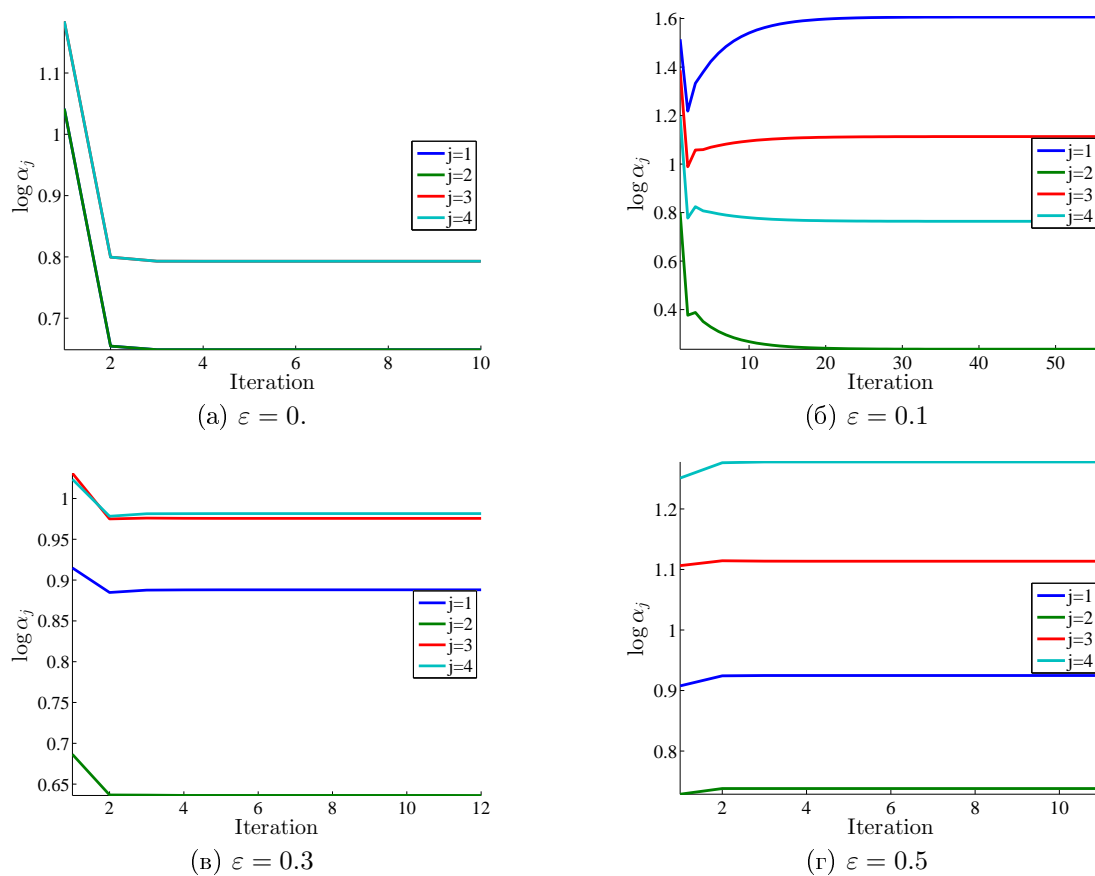 1.1
1
0.9
0.8
0.7
log α_j
j=1
j=2
j=3
j=4
2 4 6 8 10
Iteration
(а) ε = 0.
1.6
1.4
1.2
1
0.8
0.6
0.4
log α_j
j=1
j=2
j=3
j=4
10 20 30 40 50
Iteration
(б) ε = 0.1
1
0.95
0.9
0.85
0.8
0.75
0.7
0.65
log α_j
j=1
j=2
j=3
j=4
2 4 6 8 10 12
Iteration
(в) ε = 0.3
1.2
1.1
1
0.9
0.8
log α_j
j=1
j=2
j=3
j=4
2 4 6 8 10
Iteration
(г) ε = 0.5